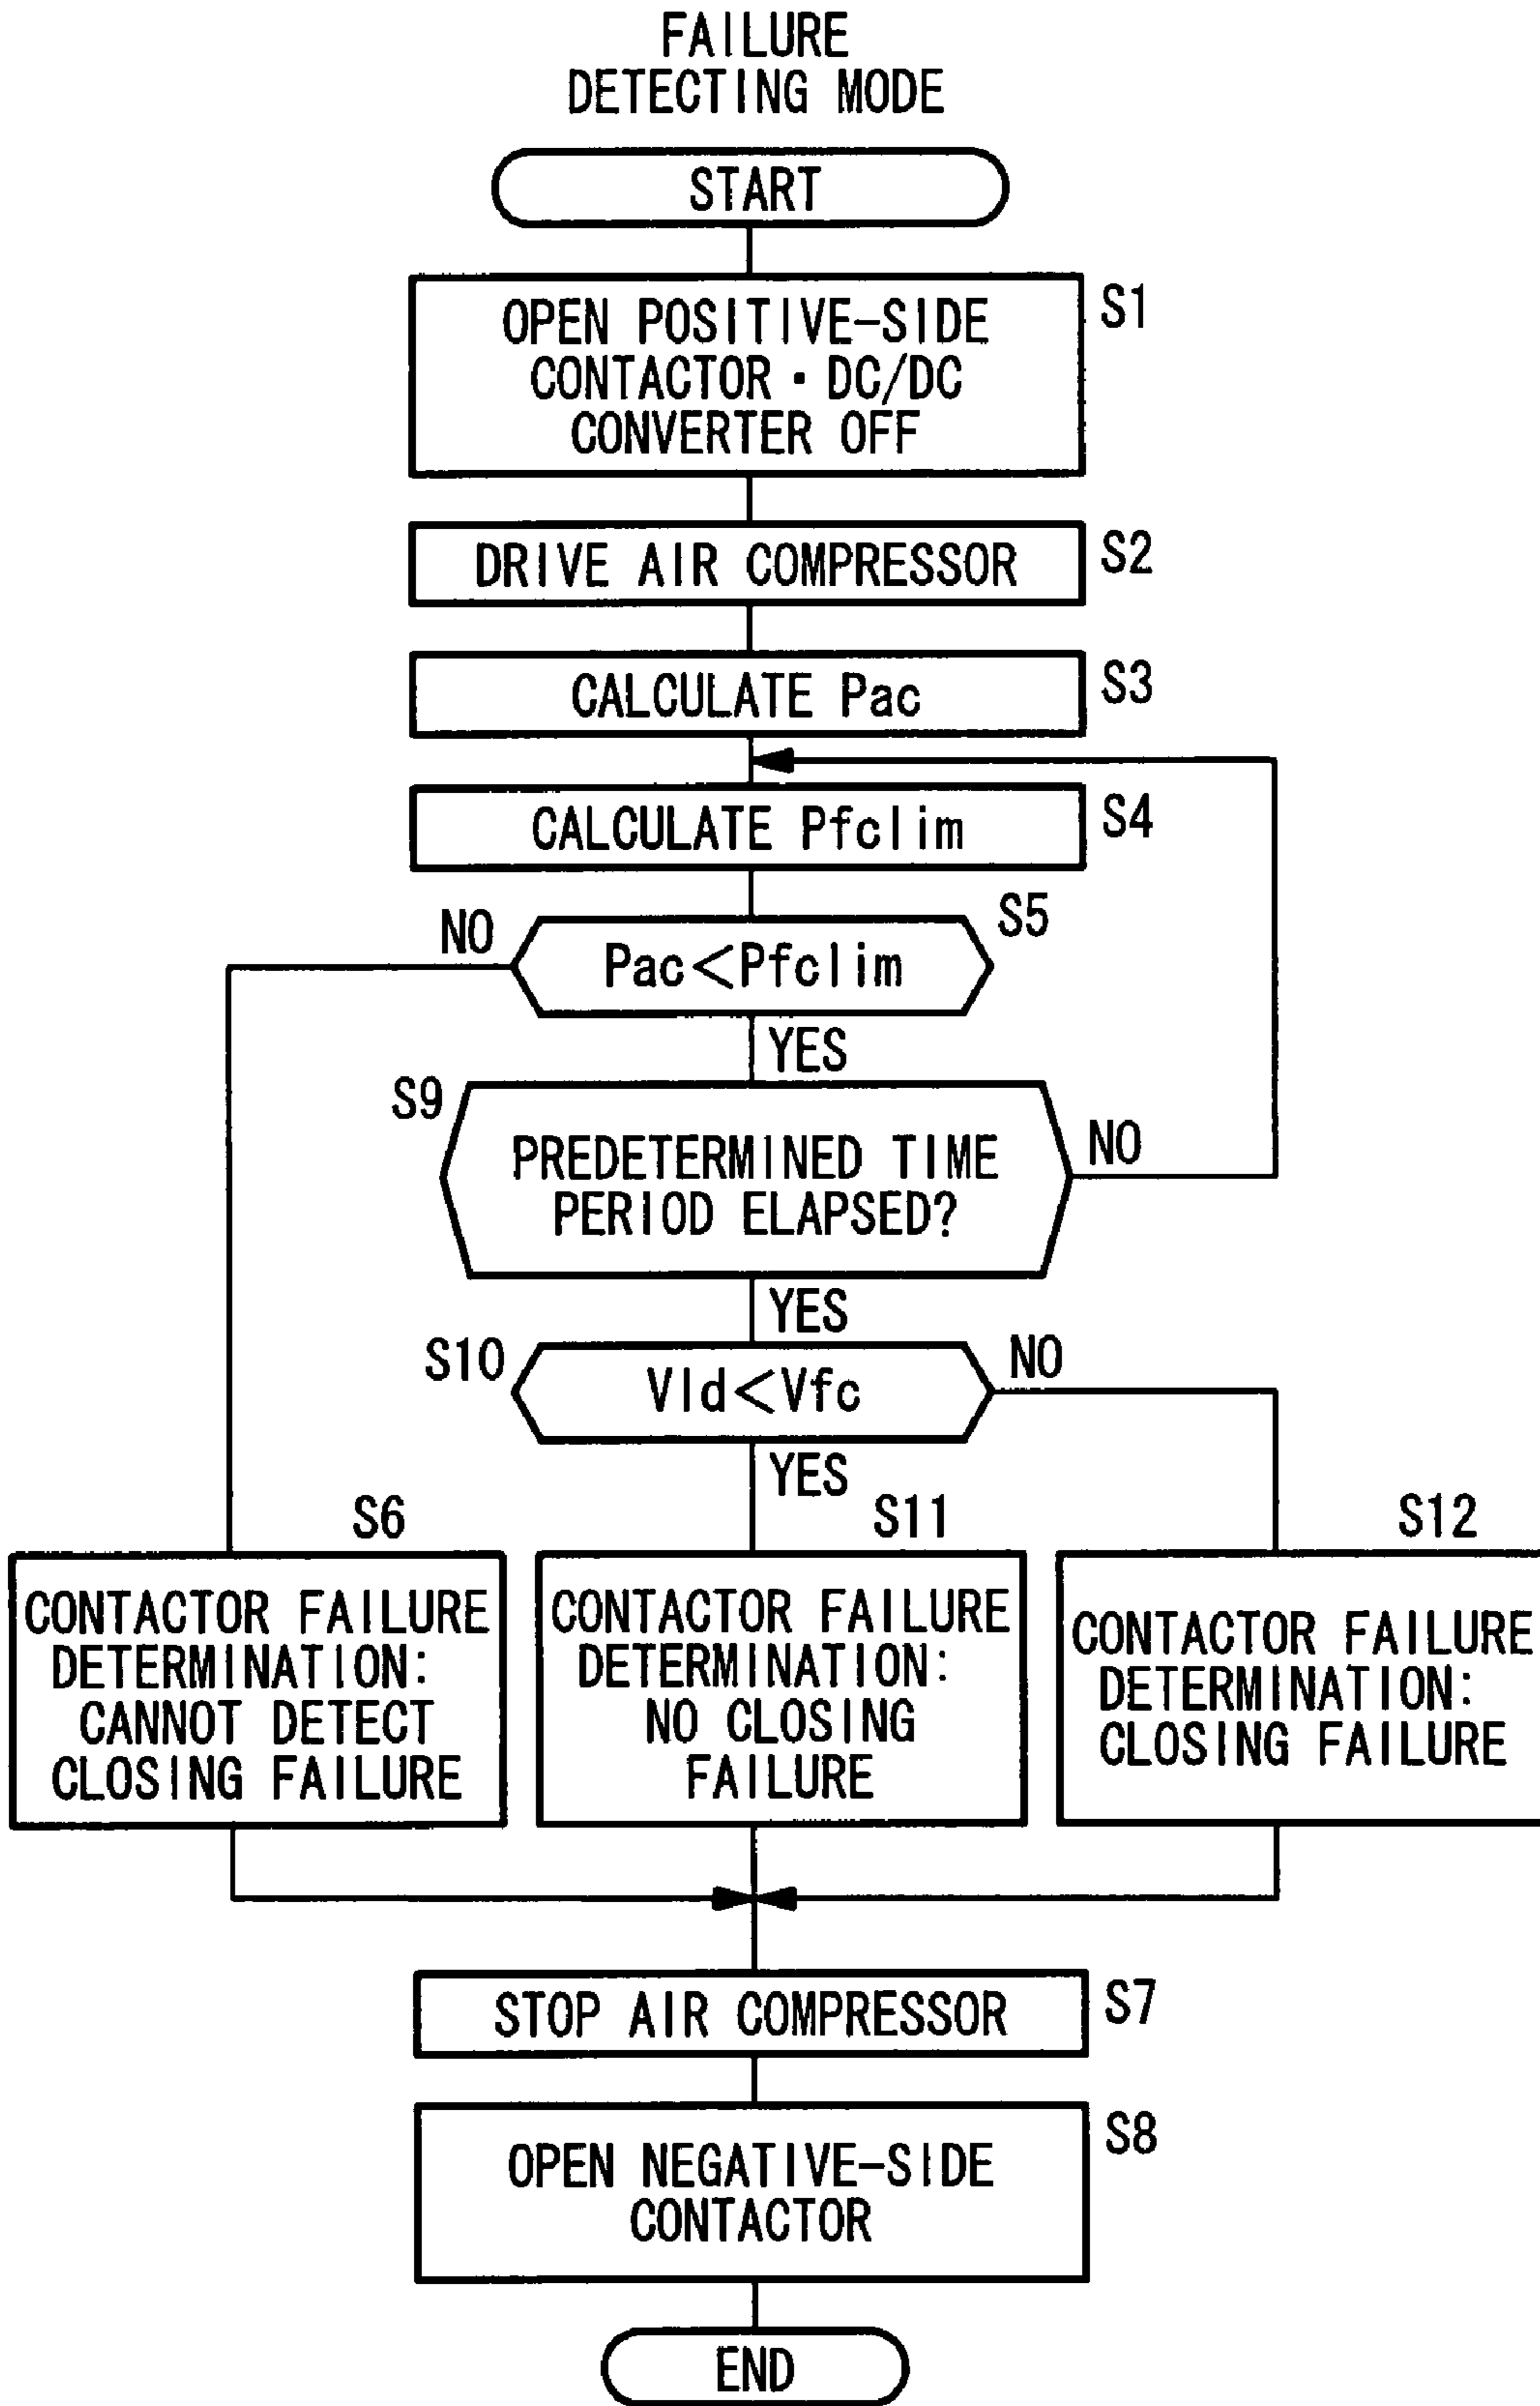 FAILURE
DETECTING MODE
START
OPEN POSITIVE-SIDE
CONTACTOR・DC/DC
CONVERTER OFF
S1
DRIVE AIR COMPRESSOR
S2
CALCULATE Pac
S3
CALCULATE Pfclim
S4
S5
NO
Pac<Pfclim
YES
S9
PREDETERMINED TIME
PERIOD ELAPSED?
NO
YES
S10
Vld<Vfc
NO
YES
S6
CONTACTOR FAILURE
DETERMINATION:
CANNOT DETECT
CLOSING FAILURE
S11
CONTACTOR FAILURE
DETERMINATION:
NO CLOSING
FAILURE
S12
CONTACTOR FAILURE
DETERMINATION:
CLOSING FAILURE
STOP AIR COMPRESSOR
S7
OPEN NEGATIVE-SIDE
CONTACTOR
S8
END